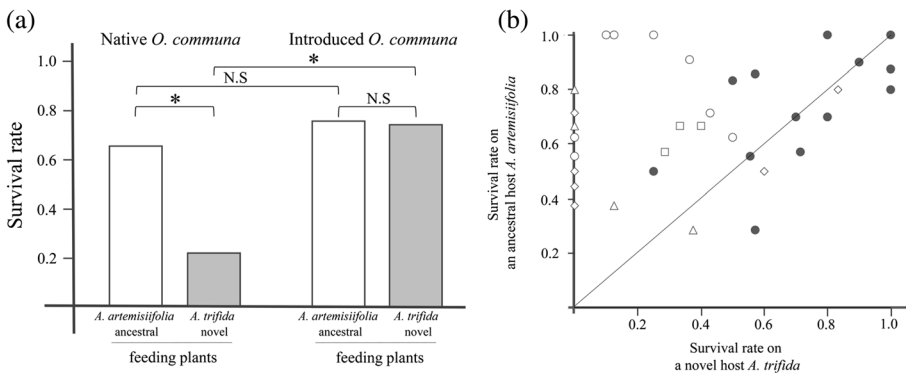 (a)
Native O. communa
Introduced O. communa
*
N.S
*
N.S
Survival rate
1.0
0.8
0.6
0.4
0.2
A. artemisiifolia
ancestral
A. trifida
novel
A. artemisiifolia
ancestral
A. trifida
novel
feeding plants
feeding plants
(b)
Survival rate on
an ancestral host A. artemisiifolia
1.0
0.8
0.6
0.4
0.2
0.2
0.4
0.6
0.8
1.0
Survival rate on
a novel host A. trifida